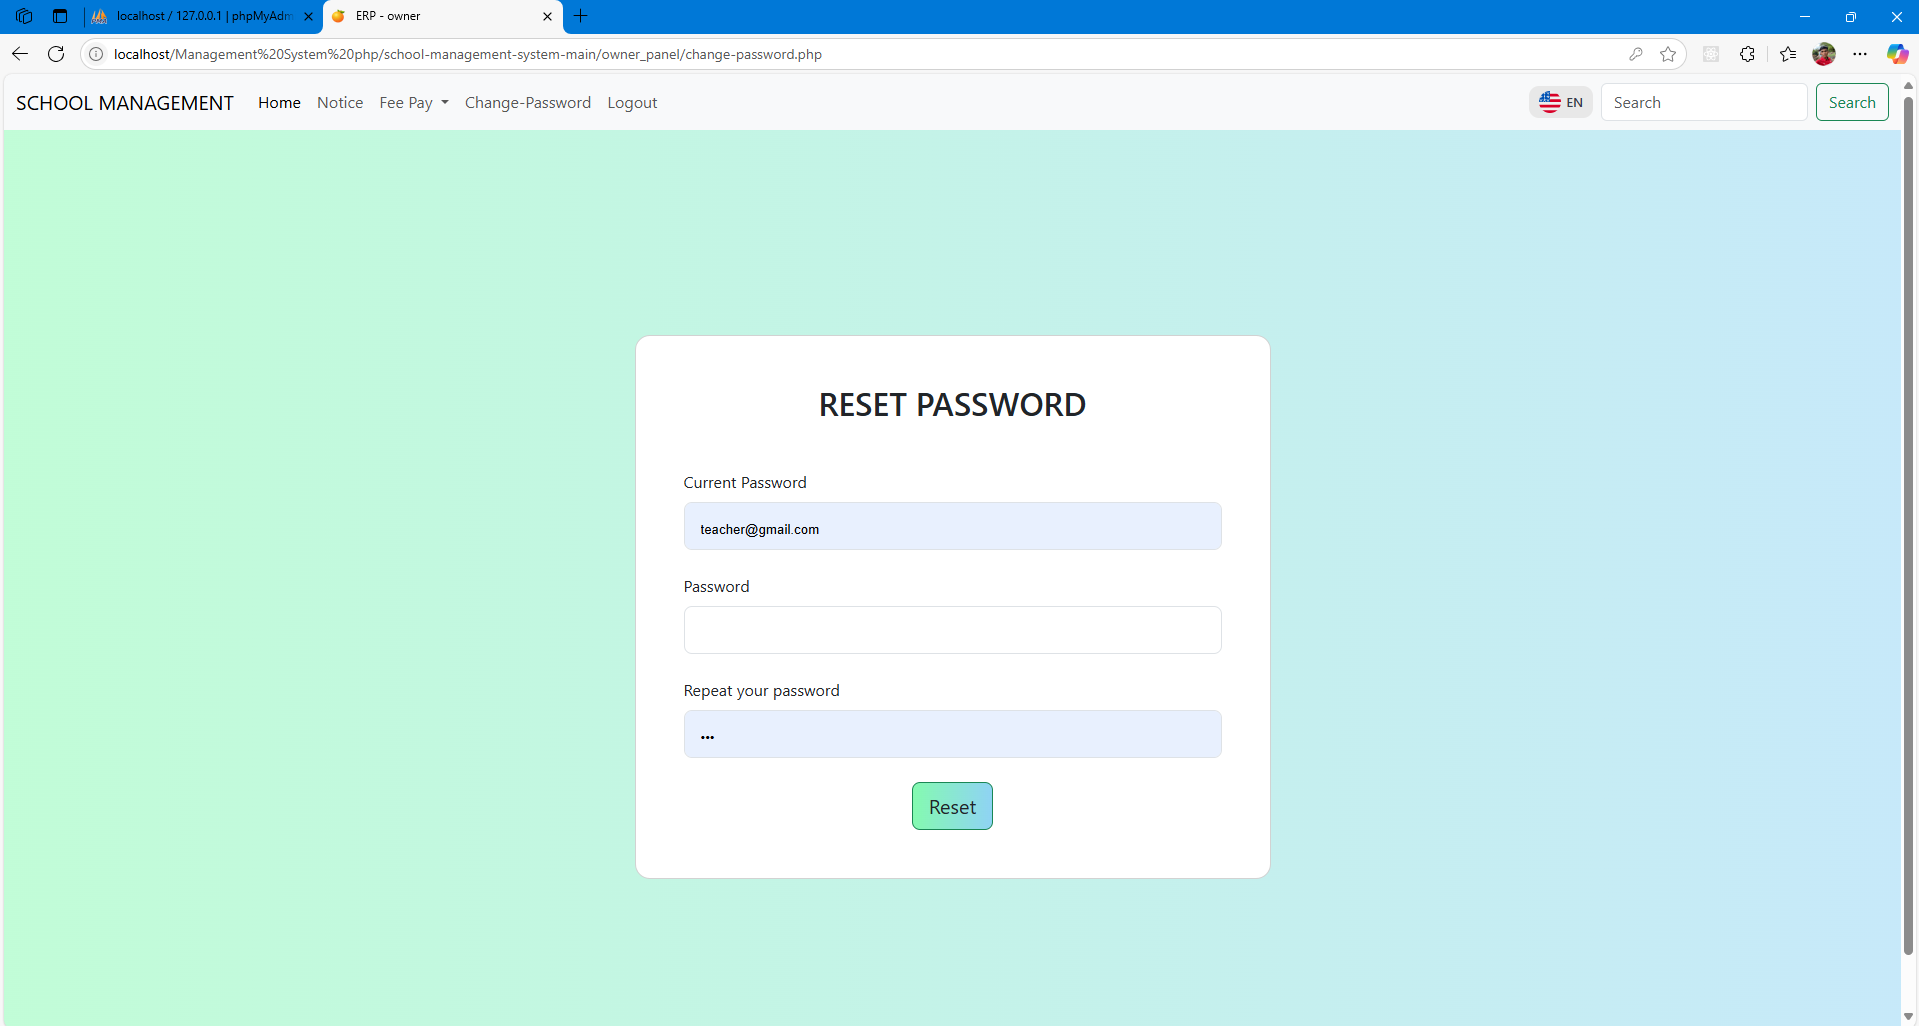 localhost / 127.0.0.1 | phpMyAdm
ERP - owner
localhost/Management%20System%20php/school-management-system-main/owner_panel/change-password.php
SCHOOL MANAGEMENT Home Notice Fee Pay Change-Password Logout EN Search Search
RESET PASSWORD
Current Password
teacher@gmail.com
Password
Repeat your password
•••
Reset